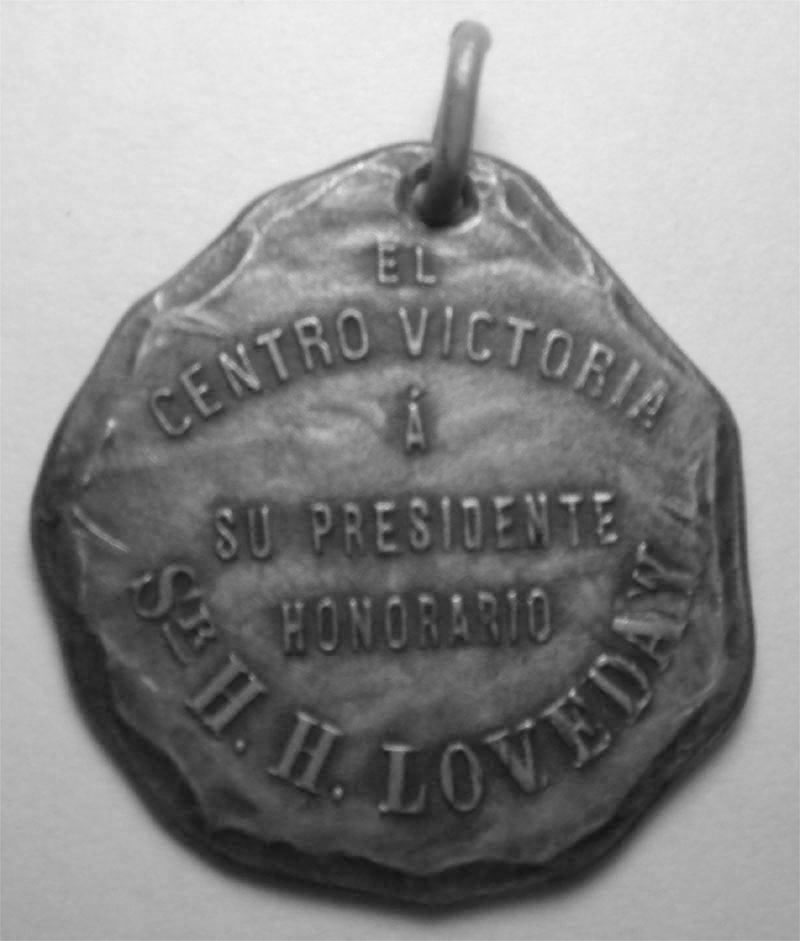 EL
CENTRO VICTORIA
Á
SU PRESIDENTE
HONORARIO
SR H. H. LOVEDAY